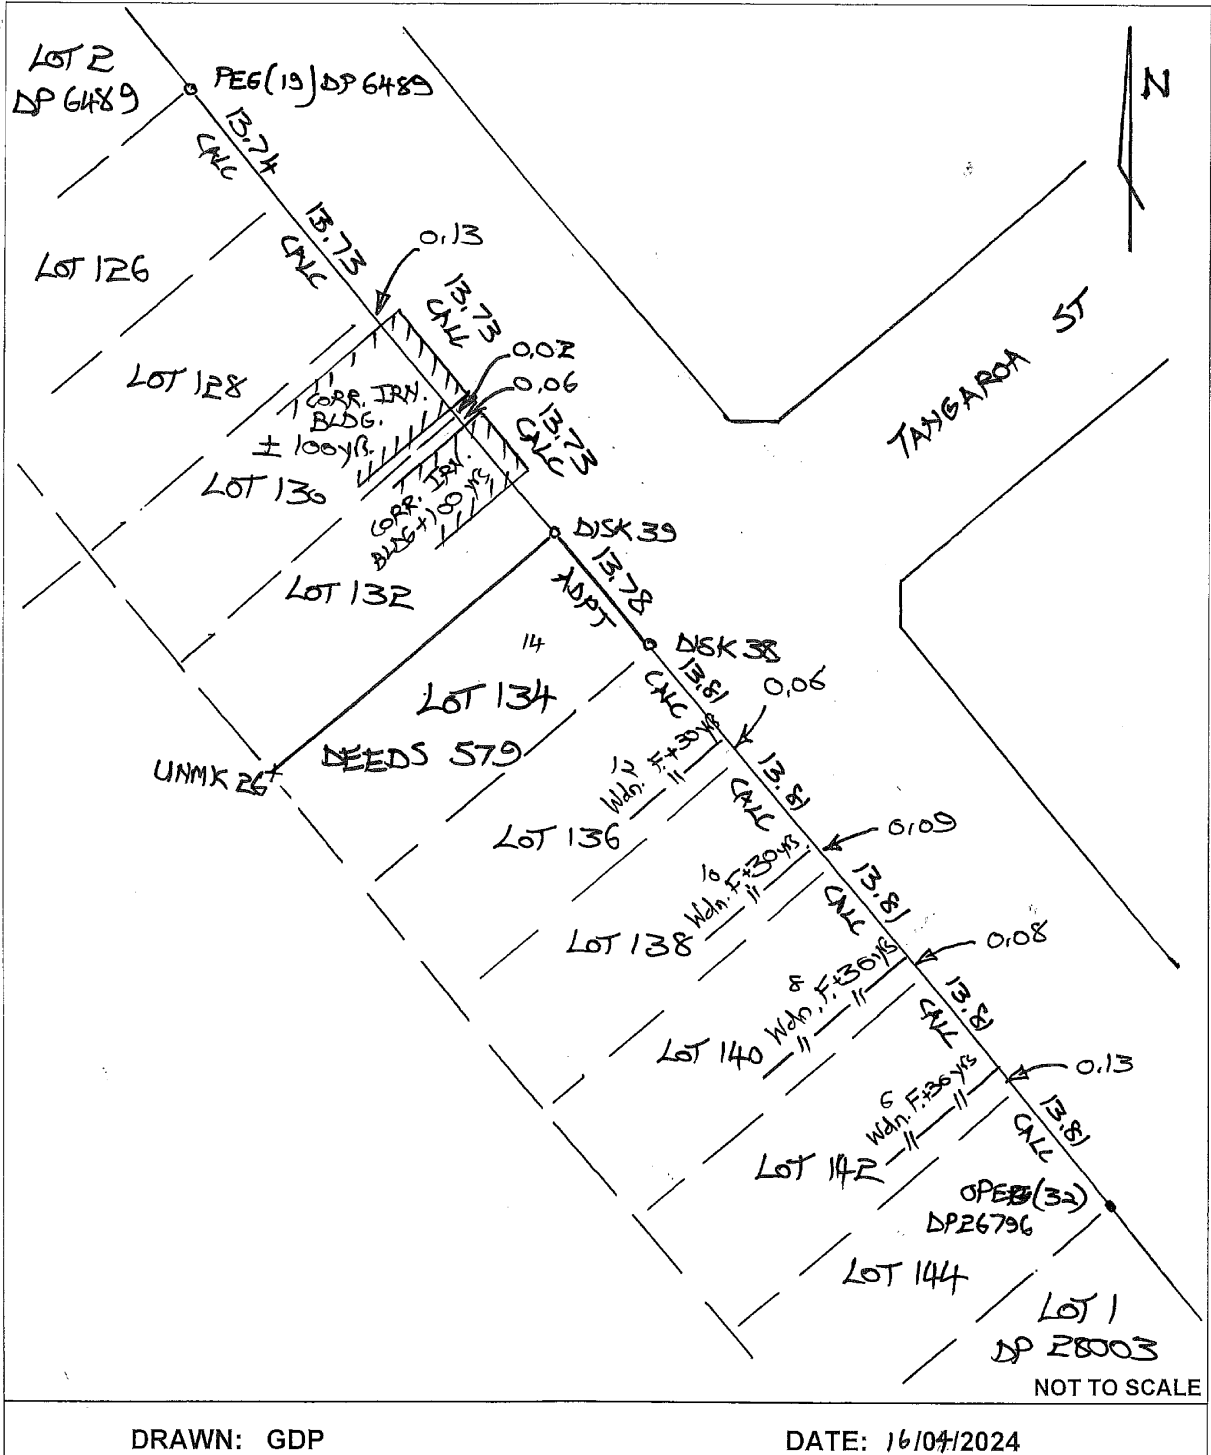 LOT 2
DP 6489
PEG(19) DP 6489
N
13.74
CALC
13.73
CALC
0.13
LOT 126
13.73
CALC
TANGAROA ST
0.02
0.06
LOT 128
CORR. IRN.
BLDG.
± 100 yrs.
13.73
CALC
LOT 130
CORR. IRN.
BLDG + 100 yrs
DISK 39
LOT 132
13.78
ADPT
14
DISK 38
LOT 134
DEEDS 579
UNMK 26
13.81
CALC
0.06
12
Wdn. F. +30 yrs
LOT 136
13.81
CALC
0.09
10
Wdn. F. +30 yrs.
LOT 138
13.81
CALC
0.08
8
Wdn. F. +30 yrs
LOT 140
13.81
CALC
0.13
6
Wdn. F. +30 yrs
LOT 142
13.81
CALC
OPEG (32)
DP26796
LOT 144
LOT 1
DP 28003
NOT TO SCALE
DRAWN: GDP
DATE: 16/04/2024